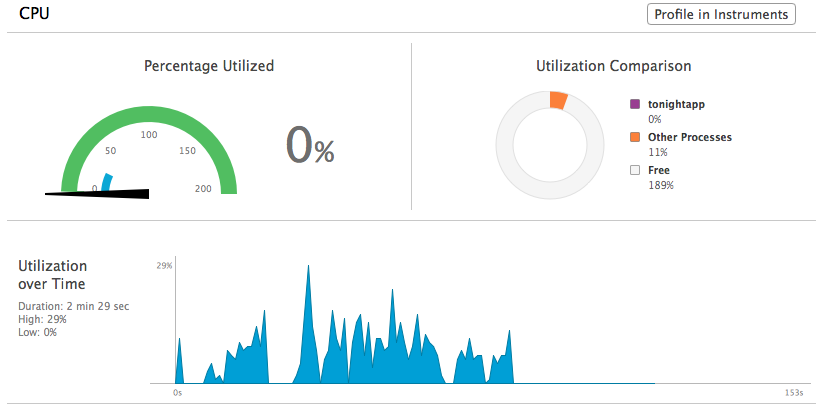 CPU
Profile in Instruments
Percentage Utilized
0
50
100
150
200
0%
Utilization Comparison
tonightapp
0%
Other Processes
11%
Free
189%
Utilization
over Time
Duration: 2 min 29 sec
High: 29%
Low: 0%
29%
0s
153s